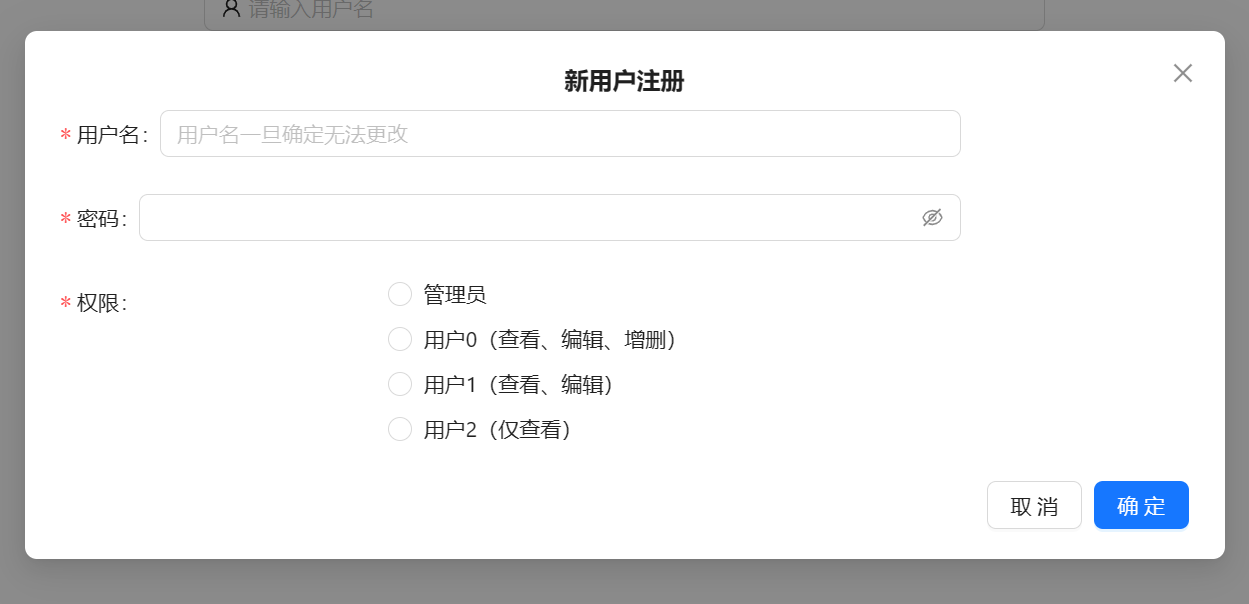 请输入用户名
新用户注册
* 用户名:
用户名一旦确定无法更改
* 密码:
* 权限:
管理员
用户0（查看、编辑、增删）
用户1（查看、编辑）
用户2（仅查看）
取 消
确 定